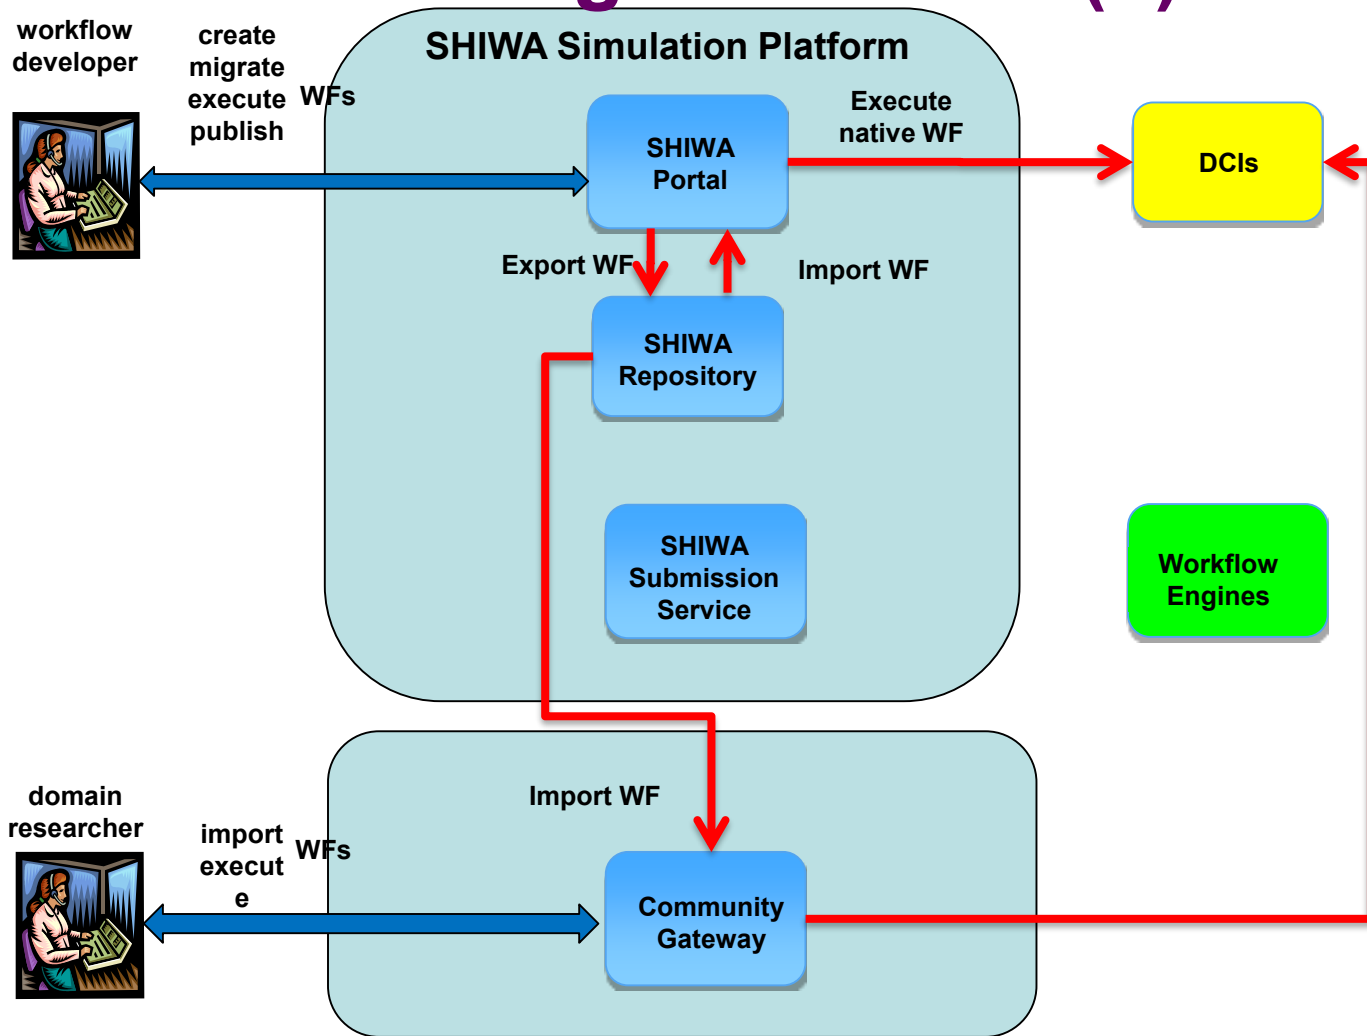 workflow
developer
create
migrate
execute
publish
WFs
SHIWA Simulation Platform
SHIWA
Portal
Execute
native WF
DCIs
Export WF
Import WF
SHIWA
Repository
SHIWA
Submission
Service
Workflow
Engines
domain
researcher
import
execut
e
WFs
Import WF
Community
Gateway